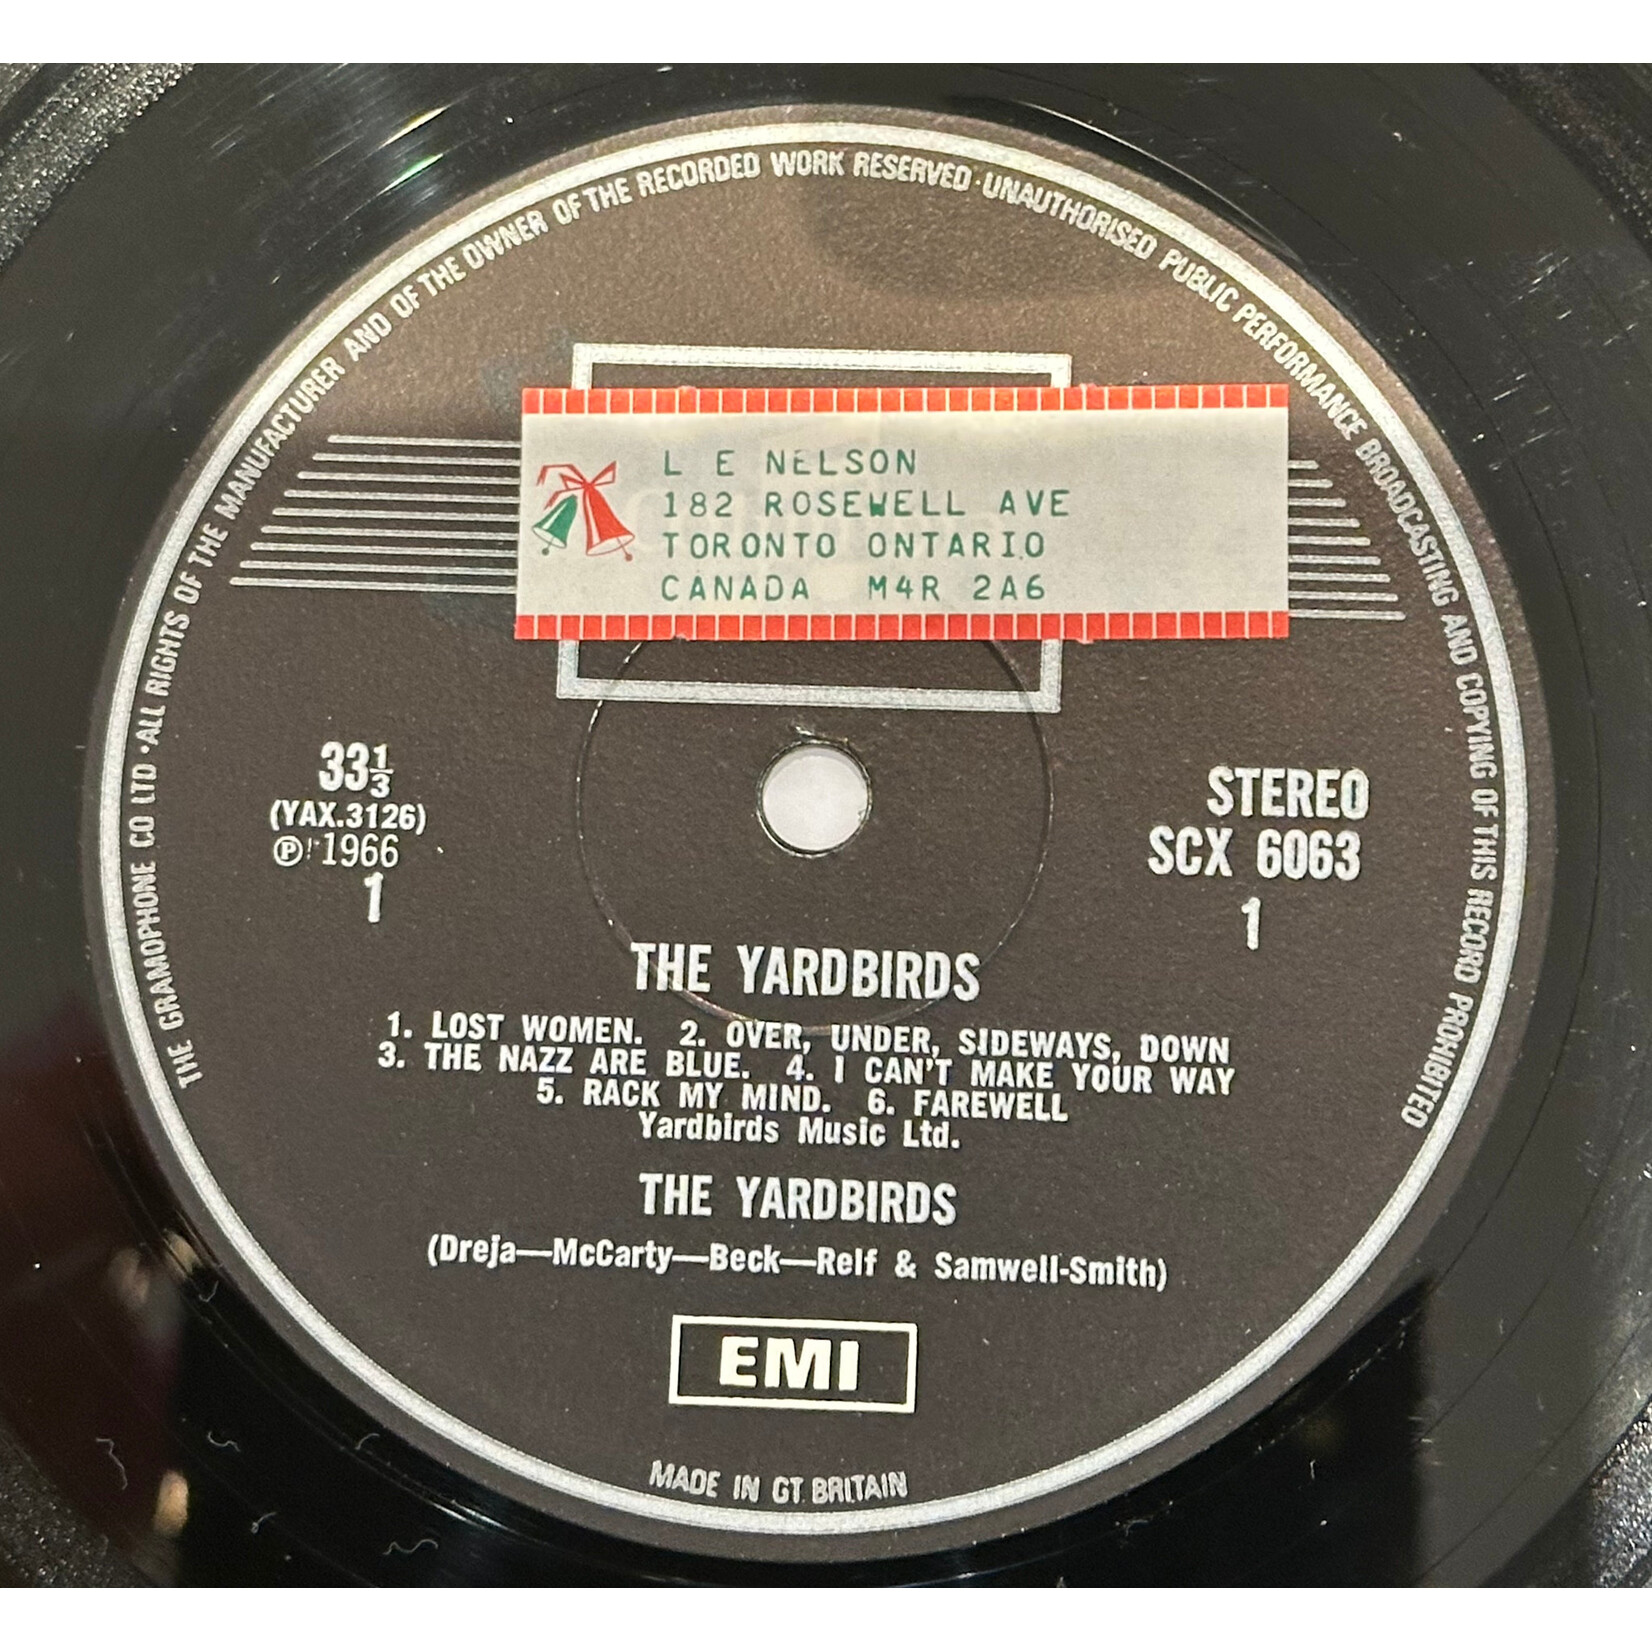 THE GRAMOPHONE CO LTD · ALL RIGHTS OF THE MANUFACTURER AND OF THE OWNER OF THE RECORDED WORK RESERVED · UNAUTHORISED PUBLIC PERFORMANCE BROADCASTING AND COPYING OF THIS RECORD PROHIBITED
L E NELSON
182 ROSEWELL AVE
TORONTO ONTARIO
CANADA M4R 2A6
33⅓
(YAX.3126)
Ⓟ 1966
1
STEREO
SCX 6063
1
THE YARDBIRDS
1. LOST WOMEN. 2. OVER, UNDER, SIDEWAYS, DOWN
3. THE NAZZ ARE BLUE. 4. I CAN'T MAKE YOUR WAY
5. RACK MY MIND. 6. FAREWELL
Yardbirds Music Ltd.
THE YARDBIRDS
(Dreja—McCarty—Beck—Relf & Samwell-Smith)
EMI
MADE IN GT. BRITAIN